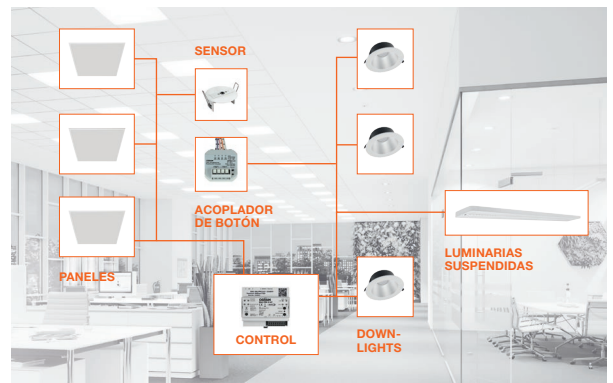 SENSOR
ACOPLADOR
DE BOTÓN
PANELES
LUMINARIAS
SUSPENDIDAS
CONTROL
DOWN-
LIGHTS